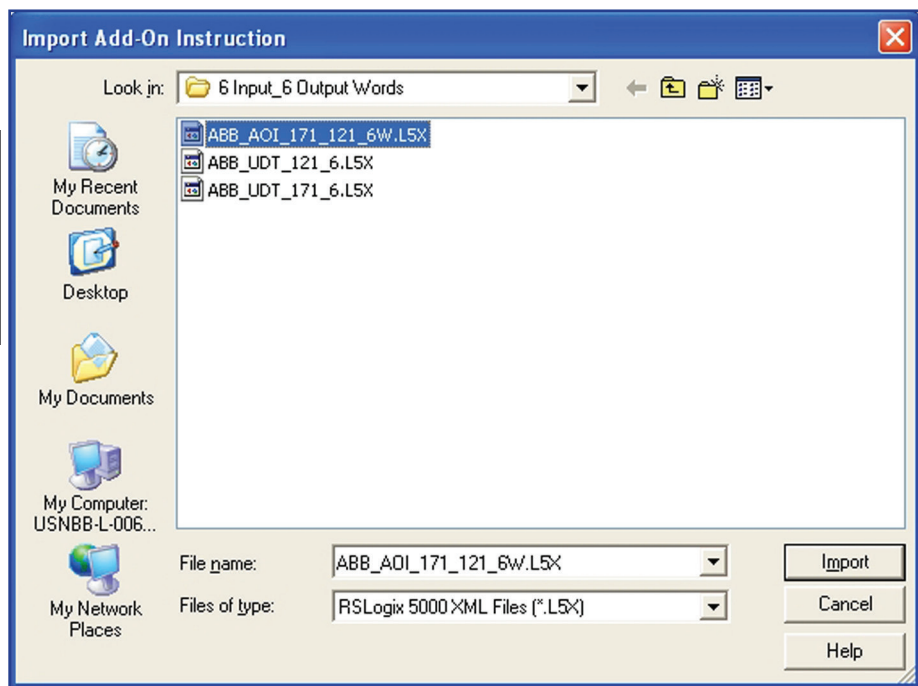 Import Add-On Instruction
Look in: 6 Input_6 Output Words
ABB_AOI_171_121_6W.L5X
ABB_UDT_121_6.L5X
ABB_UDT_171_6.L5X
My Recent
Documents
Desktop
My Documents
My Computer:
USNBB-L-006...
My Network
Places
File name: ABB_AOI_171_121_6W.L5X
Files of type: RSLogix 5000 XML Files (*.L5X)
Import
Cancel
Help